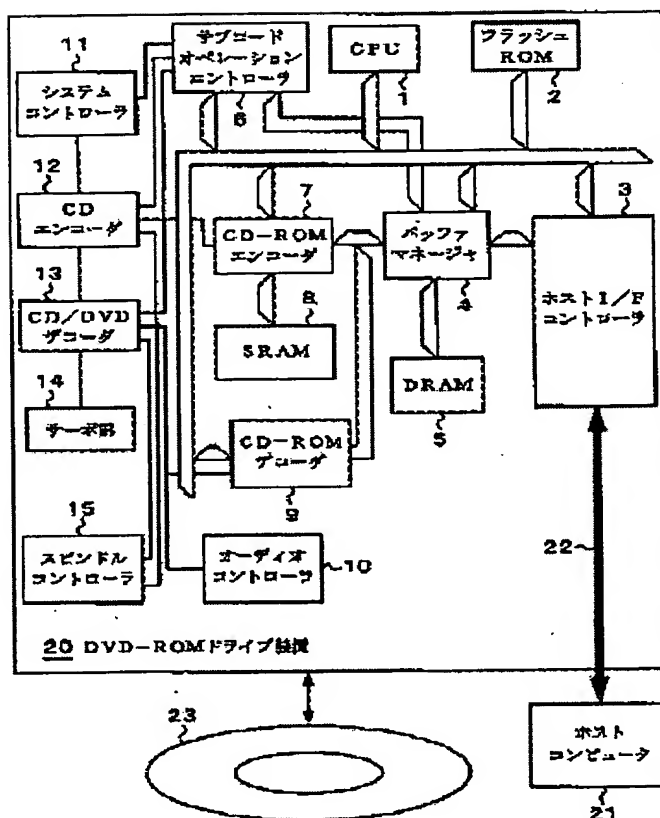 11
システム
コントローラ
サブコード
オペレーション
コントローラ
6
CPU
1
フラッシュ
ROM
2
12
CD
エンコーダ
7
CD-ROM
エンコーダ
バッファ
マネージャ
4
3
ホストI/F
コントローラ
13
CD/DVD
デコーダ
8
SRAM
DRAM
5
14
サーボ部
CD-ROM
デコーダ
9
15
スピンドル
コントローラ
オーディオ
コントローラ
10
22
20 DVD-ROMドライブ装置
23
ホスト
コンピュータ
21